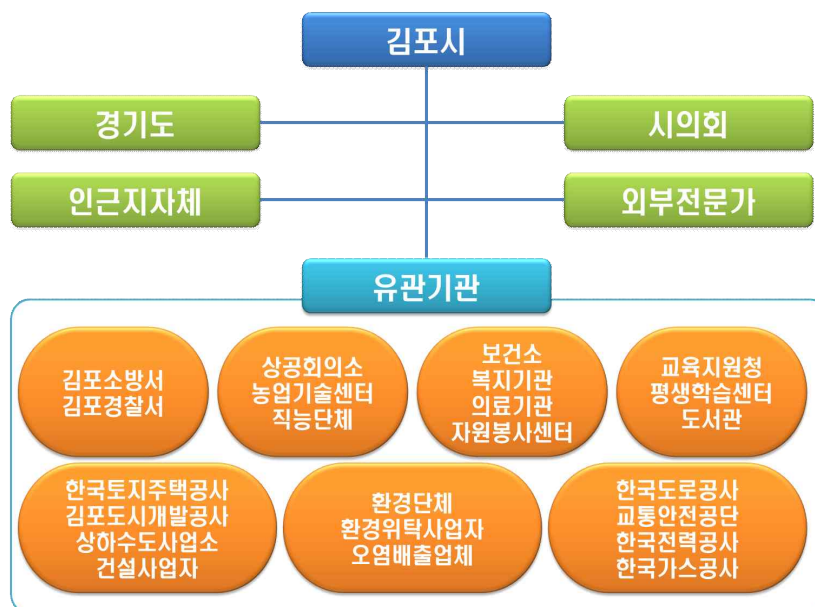 김포시
경기도
시의회
인근지자체
외부전문가
유관기관
김포소방서
김포경찰서
상공회의소
농업기술센터
직능단체
보건소
복지기관
의료기관
자원봉사센터
교육지원청
평생학습센터
도서관
한국토지주택공사
김포도시개발공사
상하수도사업소
건설사업자
환경단체
환경위탁사업자
오염배출업체
한국도로공사
교통안전공단
한국전력공사
한국가스공사